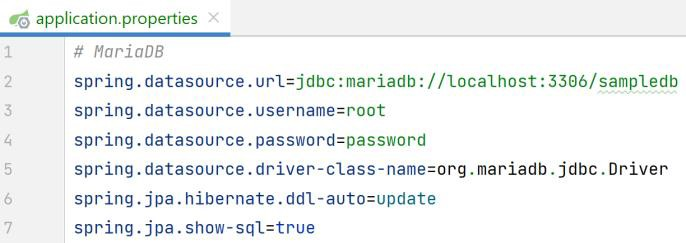 application.properties
1 # MariaDB
2 spring.datasource.url=jdbc:mariadb://localhost:3306/sampledb
3 spring.datasource.username=root
4 spring.datasource.password=password
5 spring.datasource.driver-class-name=org.mariadb.jdbc.Driver
6 spring.jpa.hibernate.ddl-auto=update
7 spring.jpa.show-sql=true